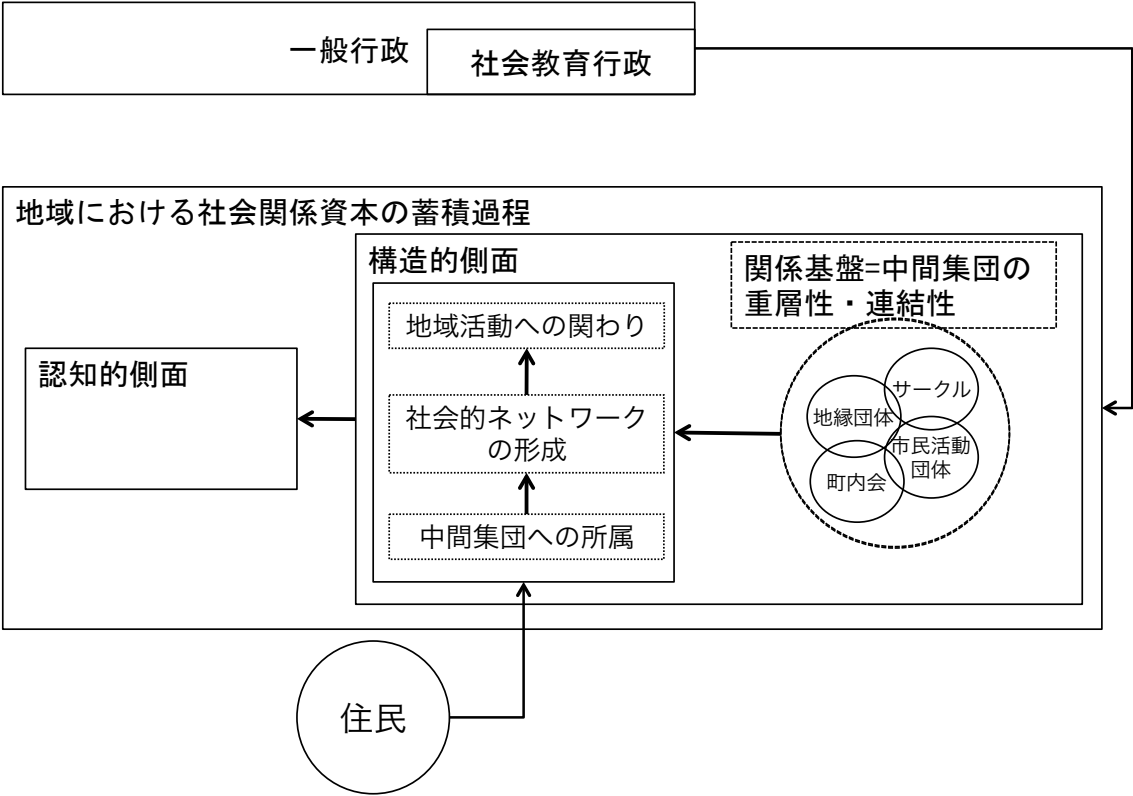 一般行政
社会教育行政
地域における社会関係資本の蓄積過程
構造的側面
関係基盤=中間集団の
重層性・連結性
地域活動への関わり
認知的側面
社会的ネットワーク
の形成
中間集団への所属
サークル
地縁団体
市民活動
団体
町内会
住民